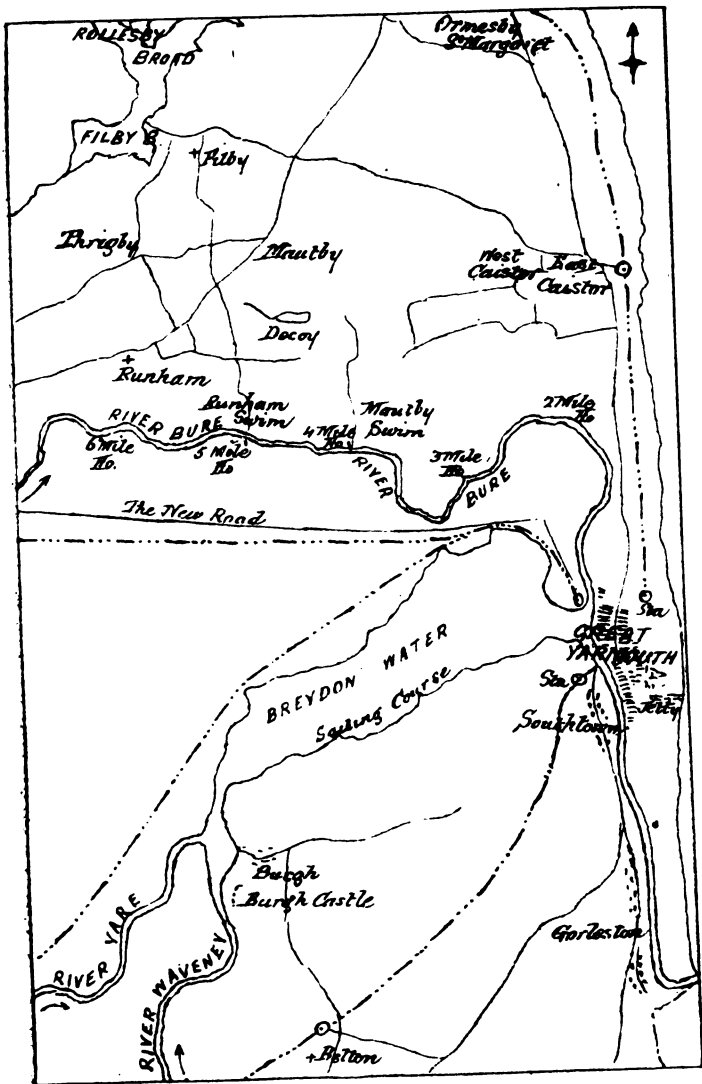 ROLLESBY
BROAD
Ormesby
St Margaret
FILBY B
Filby
Thrigby
Mautby
West
Caistor
East
Caistor
Decoy
Runham
Runham
Swim
Mautby
Swim
2 Mile
Ho
RIVER BURE
6 Mile
Ho.
5 Mile
Ho
4 Mile
Ho.
3 Mile
Ho.
RIVER
BURE
The New Road
Sta
GREAT
YARMOUTH
BREYDON WATER
Sailing Course
Sta
Jetty
Southtown
Burgh
Burgh Castle
RIVER YARE
Gorleston
RIVER WAVENEY
Belton